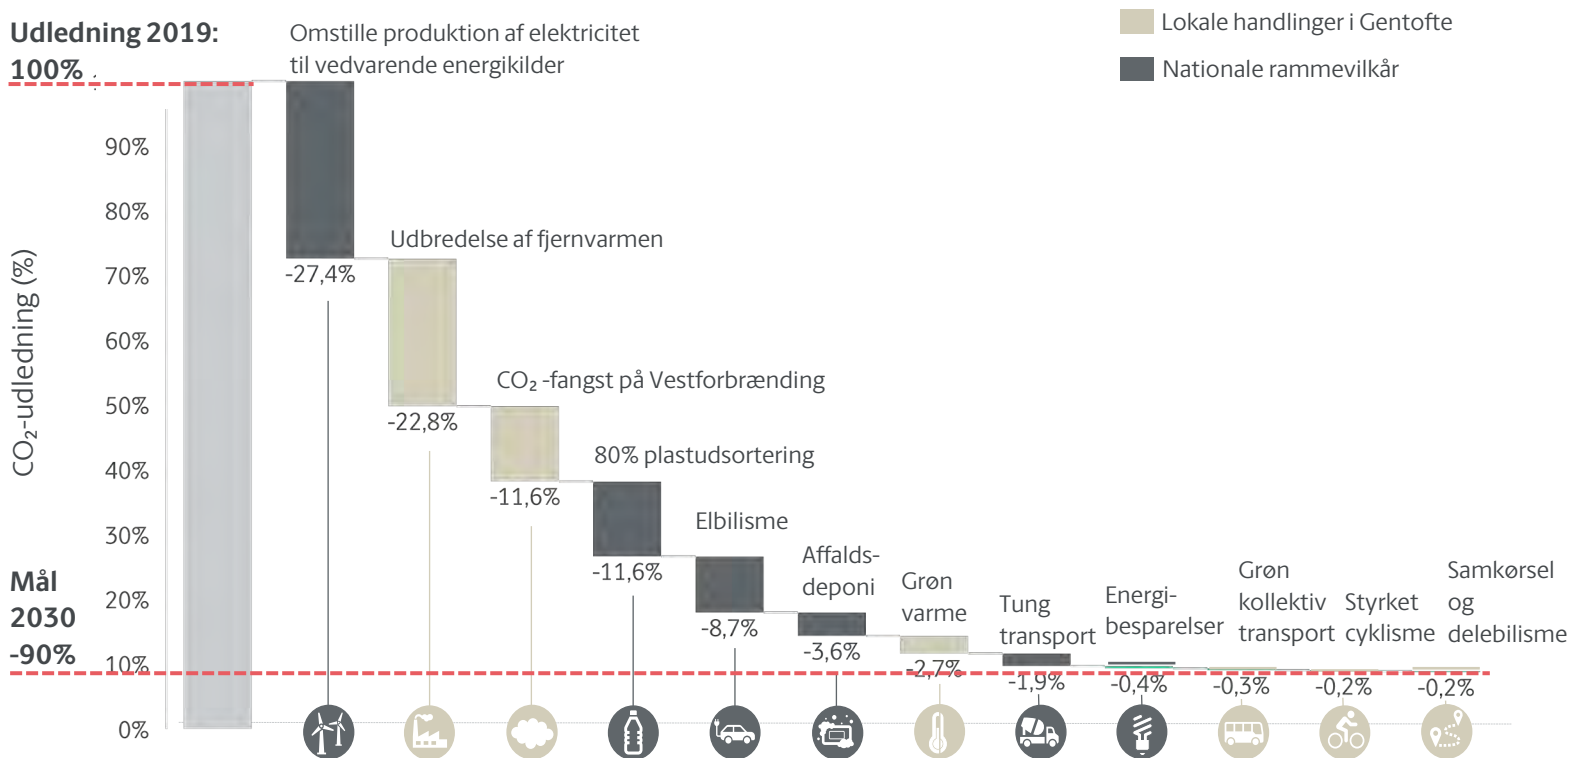 Udledning 2019:
100%
Omstille produktion af elektricitet
til vedvarende energikilder
Lokale handlinger i Gentofte
Nationale rammevilkår
CO₂-udledning (%)
90%
80%
70%
60%
50%
40%
30%
20%
10%
0%
Mål
2030
-90%
-27,4%
Udbredelse af fjernvarmen
-22,8%
CO₂ -fangst på Vestforbrænding
-11,6%
80% plastudsortering
-11,6%
Elbilisme
-8,7%
Affalds-
deponi
-3,6%
Grøn
varme
-2,7%
Tung
transport
-1,9%
Energi-
besparelser
-0,4%
Grøn
kollektiv
transport
-0,3%
Styrket
cyklisme
-0,2%
Samkørsel
og
delebilisme
-0,2%